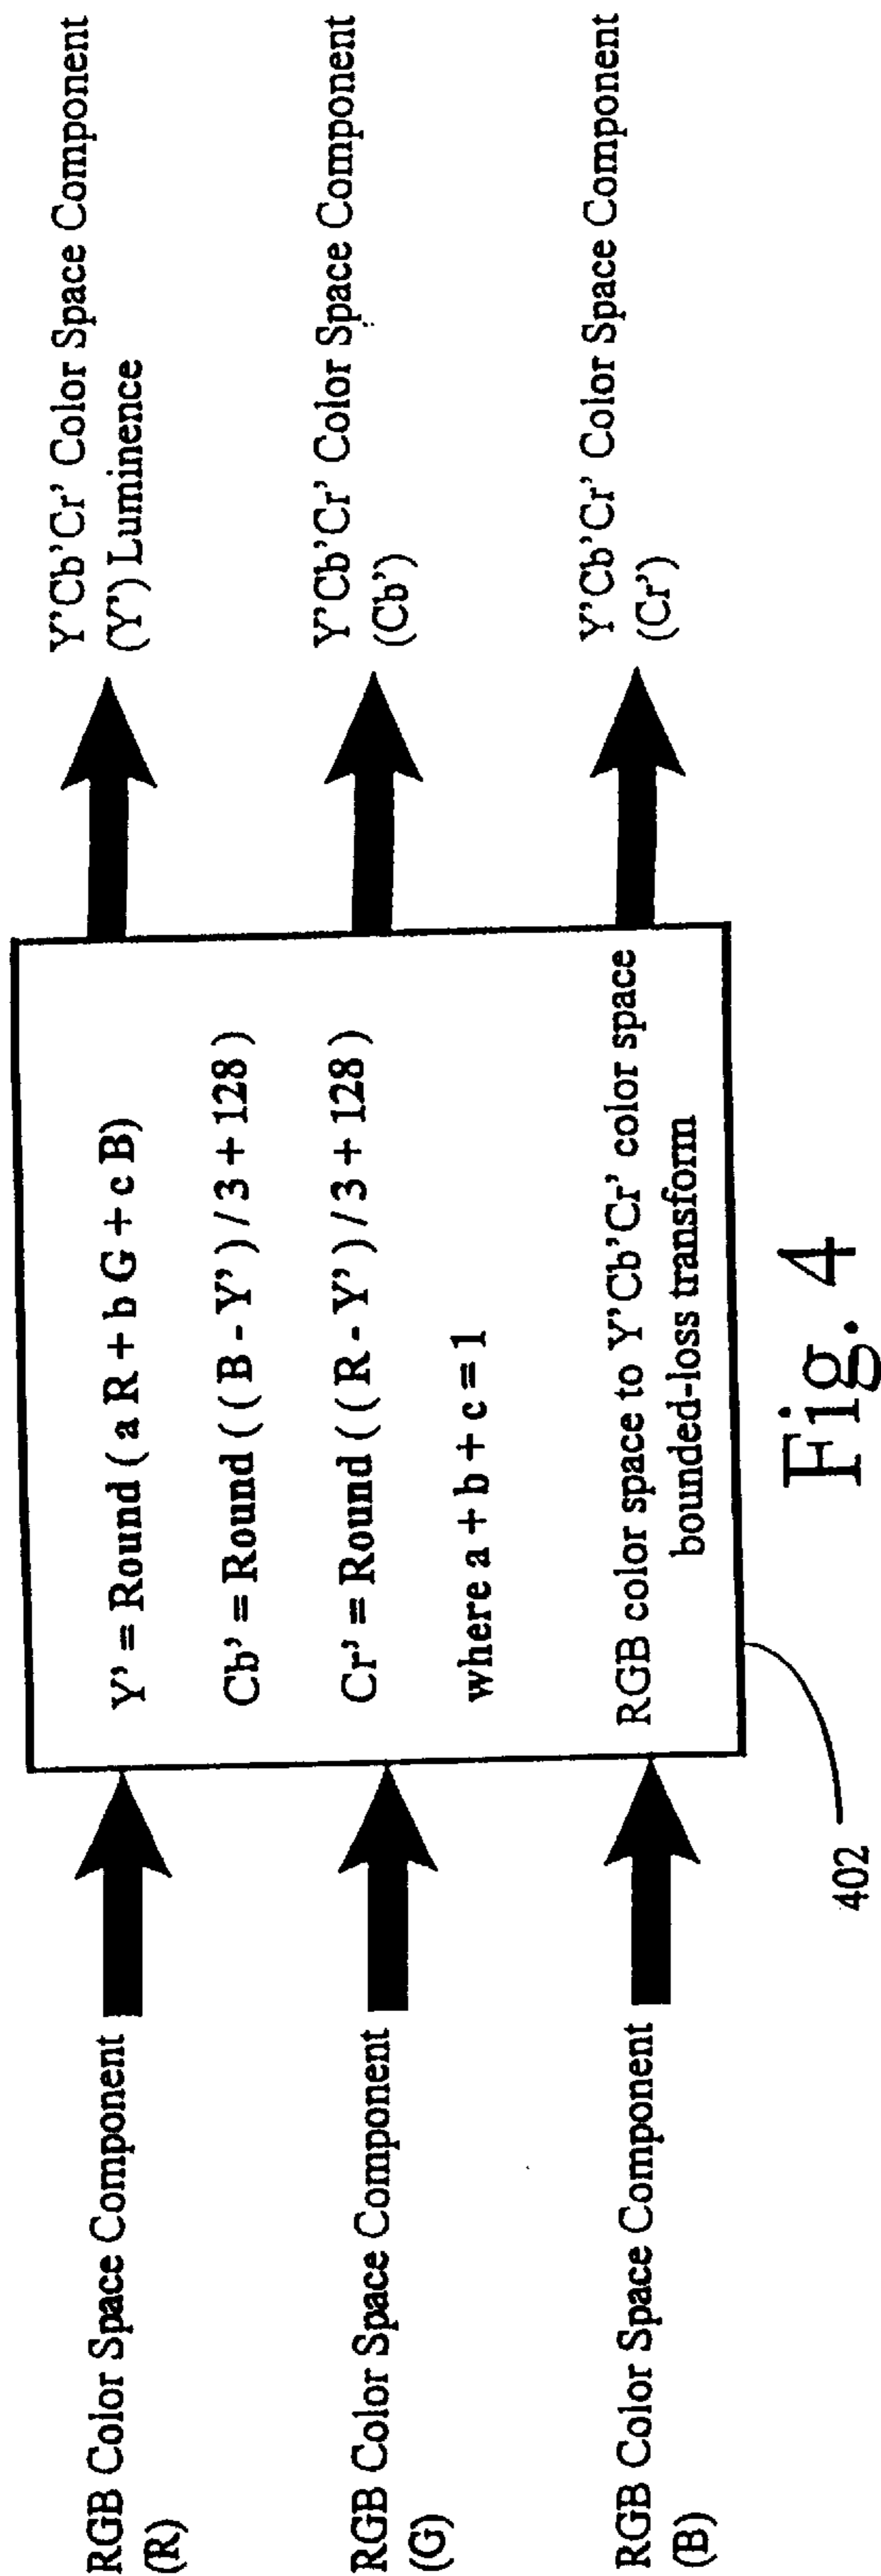 RGB Color Space Component
(R)
RGB Color Space Component
(G)
RGB Color Space Component
(B)
Y' = Round ( a R + b G + c B)
Cb' = Round ( ( B - Y' ) / 3 + 128 )
Cr' = Round ( ( R - Y' ) / 3 + 128 )
where a + b + c = 1
RGB color space to Y'Cb'Cr' color space
bounded-loss transform
Y'Cb'Cr' Color Space Component
(Y') Luminence
Y'Cb'Cr' Color Space Component
(Cb')
Y'Cb'Cr' Color Space Component
(Cr')
402
Fig. 4